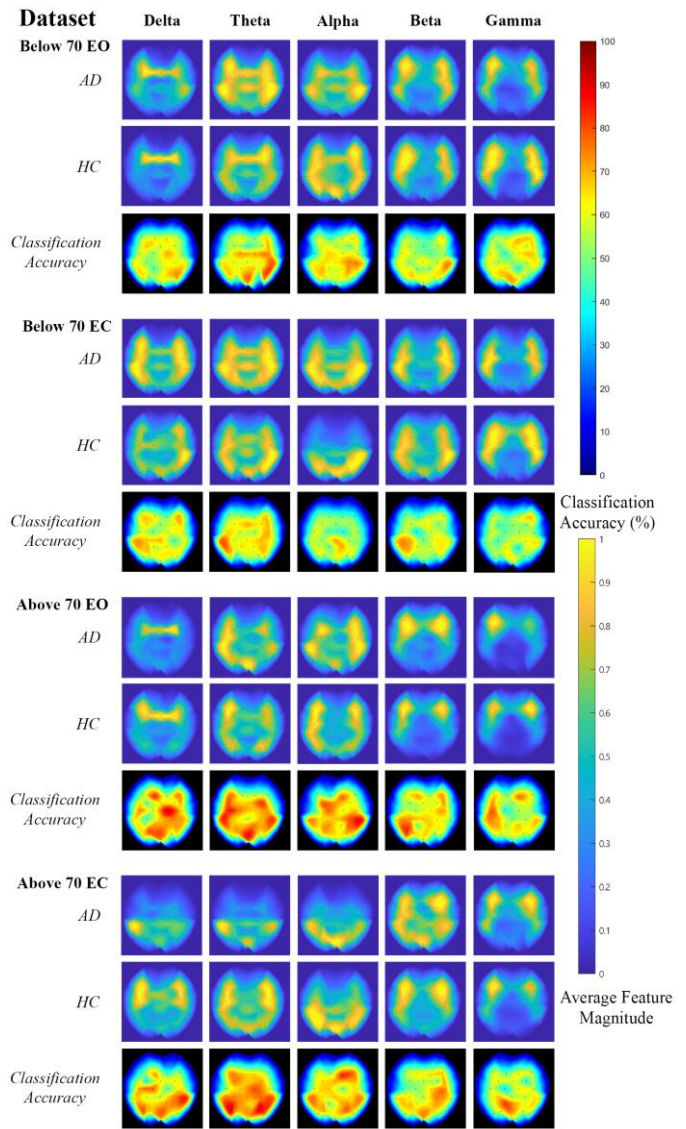 Dataset Delta Theta Alpha Beta Gamma
Below 70 EO
AD
HC
Classification
Accuracy
Below 70 EC
AD
HC
Classification
Accuracy
Above 70 EO
AD
HC
Classification
Accuracy
Above 70 EC
AD
HC
Classification
Accuracy
100
90
80
70
60
50
40
30
20
10
0
Classification
Accuracy (%)
1
0.9
0.8
0.7
0.6
0.5
0.4
0.3
0.2
0.1
0
Average Feature
Magnitude